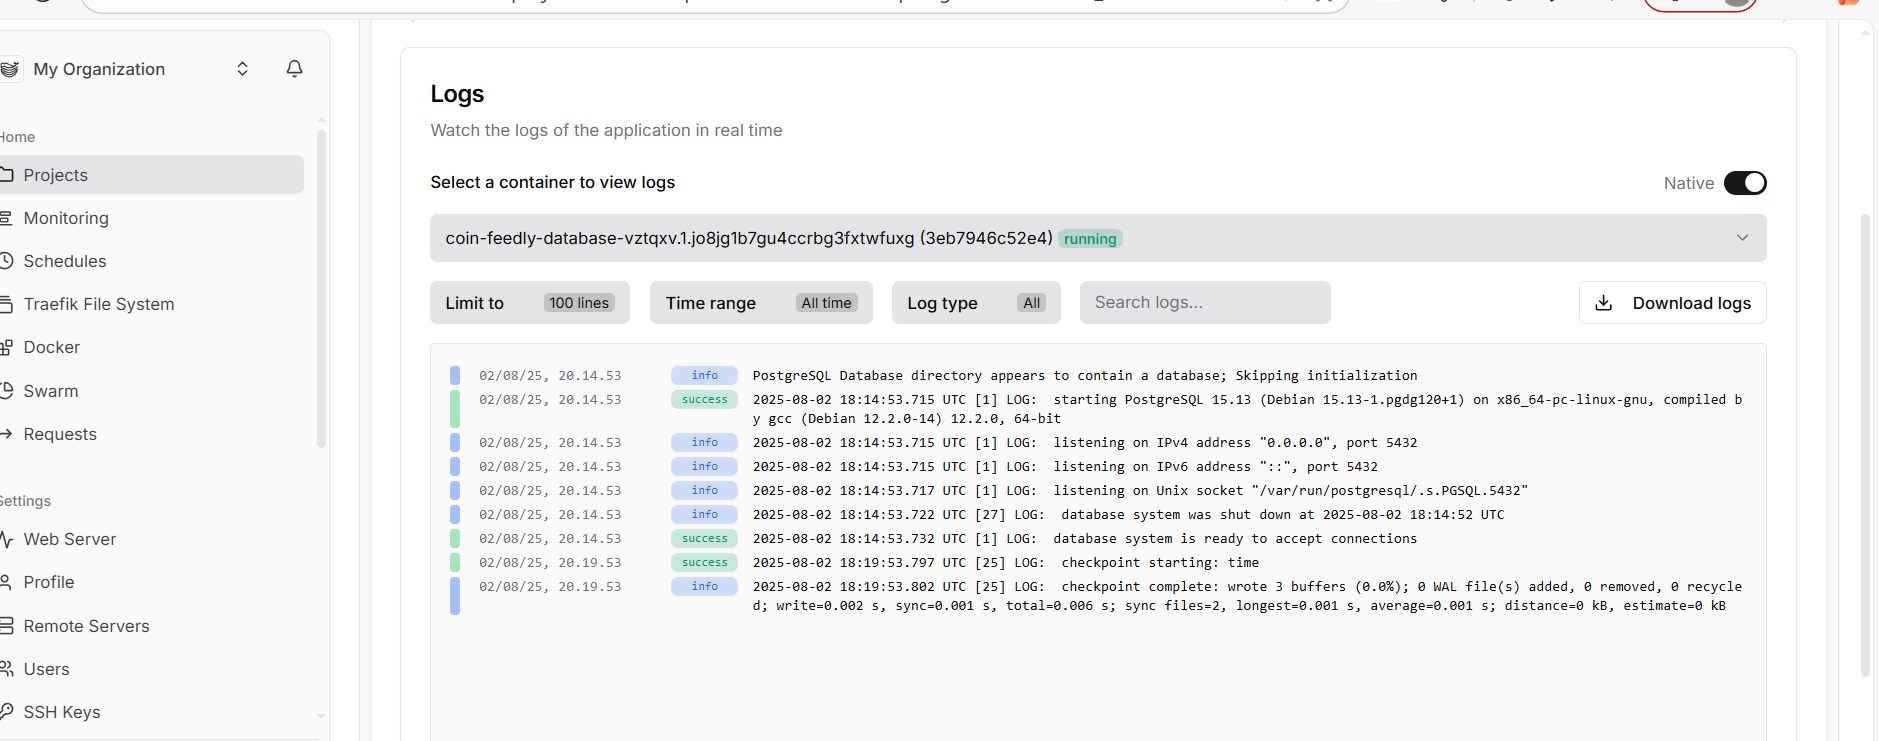 My Organization
Home
Projects
Monitoring
Schedules
Traefik File System
Docker
Swarm
Requests
Settings
Web Server
Profile
Remote Servers
Users
SSH Keys
Logs
Watch the logs of the application in real time
Select a container to view logs
Native
coin-feedly-database-vztqxv.1.jo8jg1b7gu4ccrbg3fxtwfuxg (3eb7946c52e4) running
Limit to 100 lines Time range All time Log type All Search logs... Download logs
02/08/25, 20.14.53 info PostgreSQL Database directory appears to contain a database; Skipping initialization
02/08/25, 20.14.53 success 2025-08-02 18:14:53.715 UTC [1] LOG:  starting PostgreSQL 15.13 (Debian 15.13-1.pgdg120+1) on x86_64-pc-linux-gnu, compiled b
y gcc (Debian 12.2.0-14) 12.2.0, 64-bit
02/08/25, 20.14.53 info 2025-08-02 18:14:53.715 UTC [1] LOG:  listening on IPv4 address "0.0.0.0", port 5432
02/08/25, 20.14.53 info 2025-08-02 18:14:53.715 UTC [1] LOG:  listening on IPv6 address "::", port 5432
02/08/25, 20.14.53 info 2025-08-02 18:14:53.717 UTC [1] LOG:  listening on Unix socket "/var/run/postgresql/.s.PGSQL.5432"
02/08/25, 20.14.53 info 2025-08-02 18:14:53.722 UTC [27] LOG:  database system was shut down at 2025-08-02 18:14:52 UTC
02/08/25, 20.14.53 success 2025-08-02 18:14:53.732 UTC [1] LOG:  database system is ready to accept connections
02/08/25, 20.19.53 success 2025-08-02 18:19:53.797 UTC [25] LOG:  checkpoint starting: time
02/08/25, 20.19.53 info 2025-08-02 18:19:53.802 UTC [25] LOG:  checkpoint complete: wrote 3 buffers (0.0%); 0 WAL file(s) added, 0 removed, 0 recycle
d; write=0.002 s, sync=0.001 s, total=0.006 s; sync files=2, longest=0.001 s, average=0.001 s; distance=0 kB, estimate=0 kB